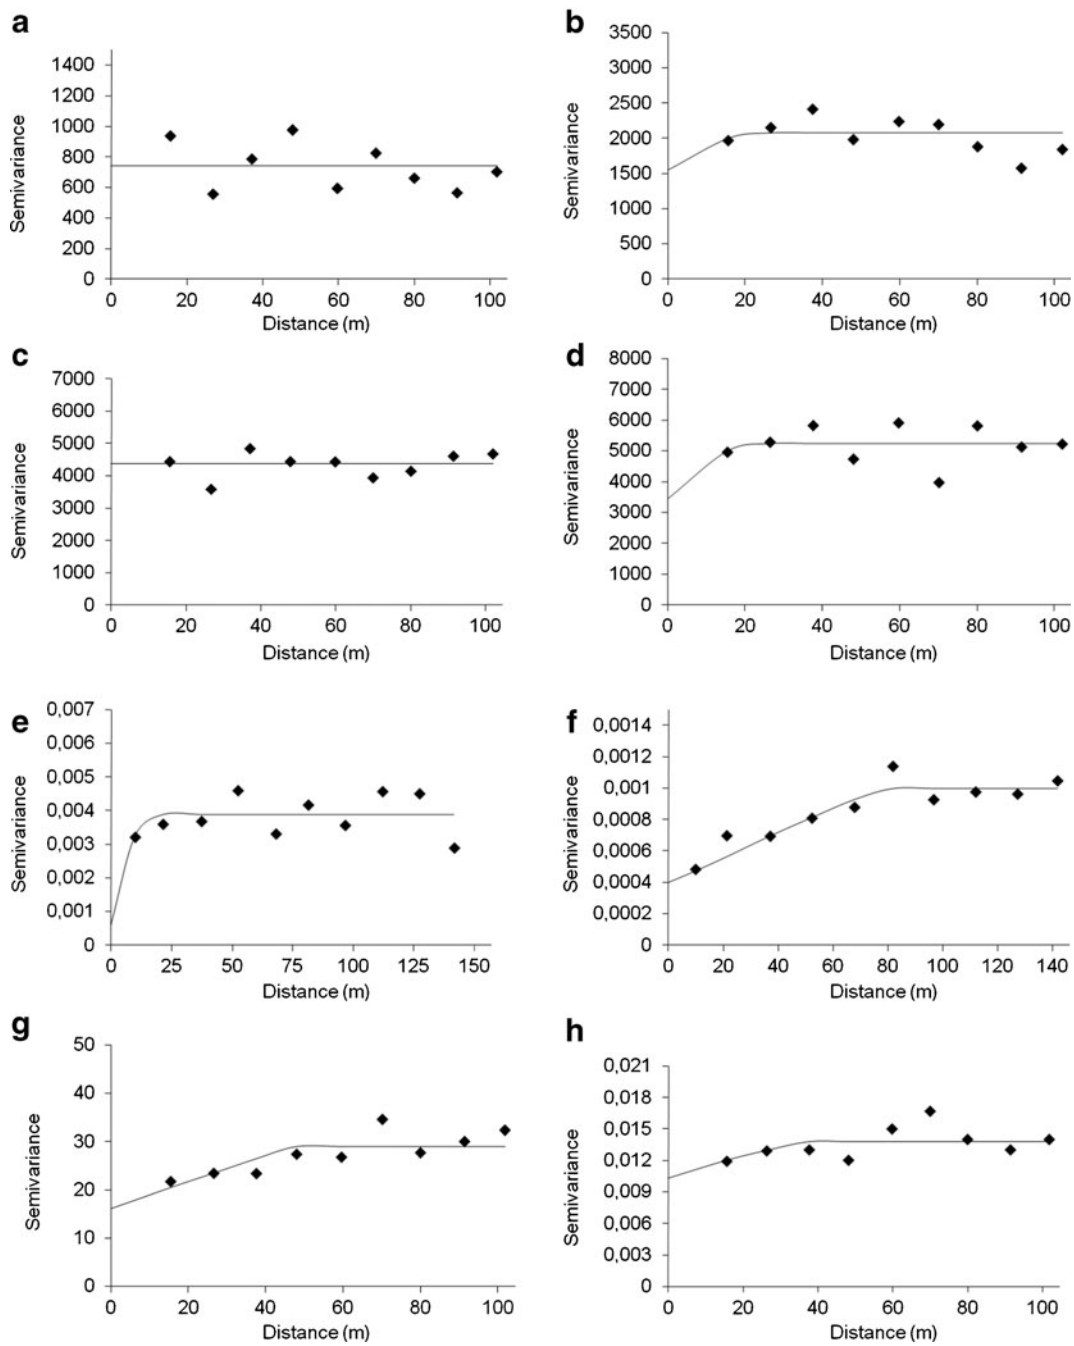 a
1400
1200
1000
800
600
400
200
0
Semivariance
0 20 40 60 80 100
Distance (m)
b
3500
3000
2500
2000
1500
1000
500
0
Semivariance
0 20 40 60 80 100
Distance (m)
c
7000
6000
5000
4000
3000
2000
1000
0
Semivariance
0 20 40 60 80 100
Distance (m)
d
8000
7000
6000
5000
4000
3000
2000
1000
0
Semivariance
0 20 40 60 80 100
Distance (m)
e
0,007
0,006
0,005
0,004
0,003
0,002
0,001
0
Semivariance
0 25 50 75 100 125 150
Distance (m)
f
0,0014
0,0012
0,001
0,0008
0,0006
0,0004
0,0002
0
Semivariance
0 20 40 60 80 100 120 140
Distance (m)
g
50
40
30
20
10
0
Semivariance
0 20 40 60 80 100
Distance (m)
h
0,021
0,018
0,015
0,012
0,009
0,006
0,003
0
Semivariance
0 20 40 60 80 100
Distance (m)